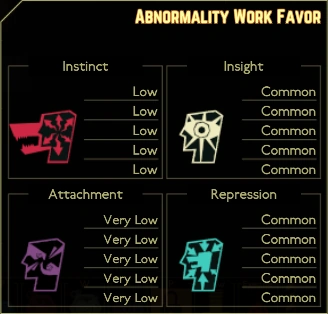 Abnormality Work Favor
Instinct
Low
Low
Low
Low
Low
Insight
Common
Common
Common
Common
Common
Attachment
Very Low
Very Low
Very Low
Very Low
Very Low
Repression
Common
Common
Common
Common
Common